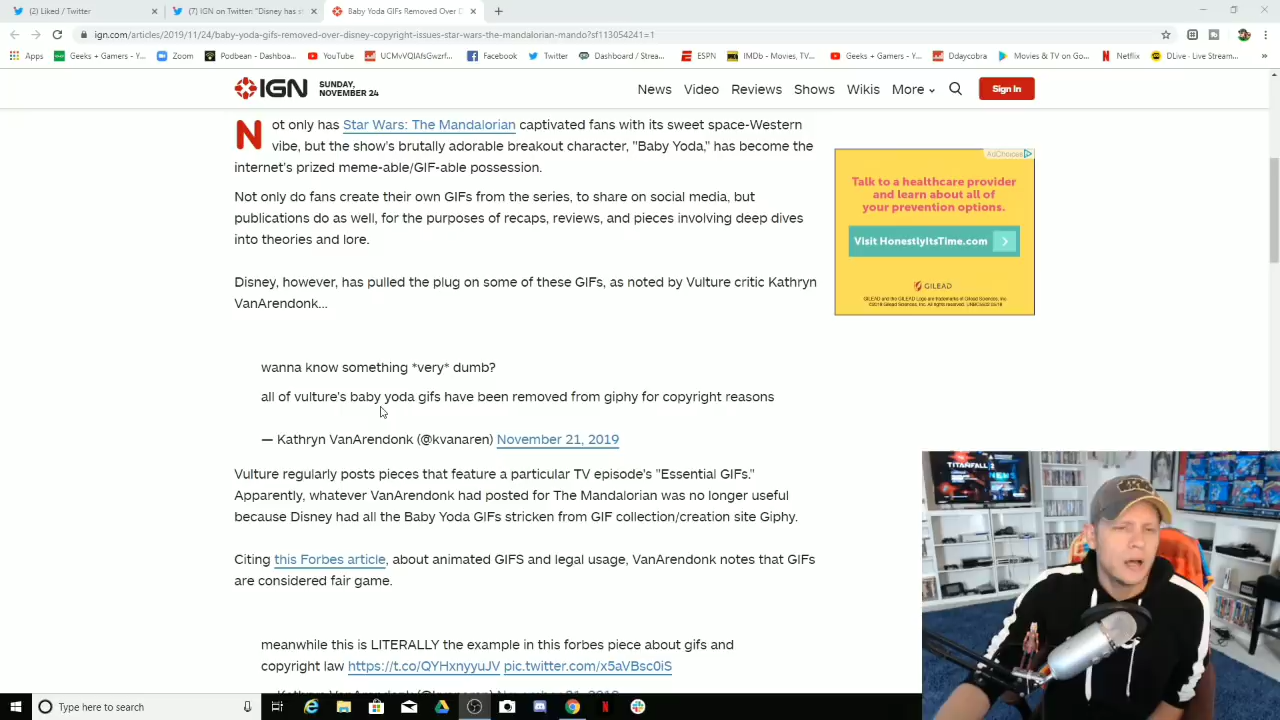 (2) Liked / Twitter
(7) IGN on Twitter: "Disney has st
Baby Yoda GIFs Removed Over D
ign.com/articles/2019/11/24/baby-yoda-gifs-removed-over-disney-copyright-issues-star-wars-the-mandalorian-mando?sf113054241=1
Apps
Geeks + Gamers - Y...
Zoom
Podbean - Dashbo...
YouTube
UCMvVQIAfsGwzrf...
Twitter
Dashboard / Strea...
ESPN
IMDb - Movies, TV...
Geeks + Gamers - Y...
Ddaycobra
Movies & TV on Go...
Netflix
DLive · Live Strea...
IGN
SUNDAY,
NOVEMBER 24
News
Video
Reviews
Shows
Wikis
More
Sign In
Not only has Star Wars: The Mandalorian captivated fans with its sweet space-Western
vibe, but the show's brutally adorable breakout character, "Baby Yoda," has become the
internet's prized meme-able/GIF-able possession.
Not only do fans create their own GIFs from the series, to share on social media, but
publications do as well, for the purposes of recaps, reviews, and pieces involving deep dives
into theories and lore.
Disney, however, has pulled the plug on some of these GIFs, as noted by Vulture critic Kathryn
VanArendonk...
wanna know something *very* dumb?
all of vulture's baby yoda gifs have been removed from giphy for copyright reasons
— Kathryn VanArendonk (@kvanaren) November 21, 2019
Vulture regularly posts pieces that feature a particular TV episode's "Essential GIFs."
Apparently, whatever VanArendonk had posted for The Mandalorian was no longer useful
because Disney had all the Baby Yoda GIFs stricken from GIF collection/creation site Giphy.
Citing this Forbes article, about animated GIFS and legal usage, VanArendonk notes that GIFs
are considered fair game.
meanwhile this is LITERALLY the example in this forbes piece about gifs and
copyright law https://t.co/QYHxnyyuJV pic.twitter.com/x5aVBsc0iS
AdChoices
Talk to a healthcare provider
and learn about all of
your prevention options.
Visit HonestlyItsTime.com
GILEAD
TITANFALL 2
Type here to search